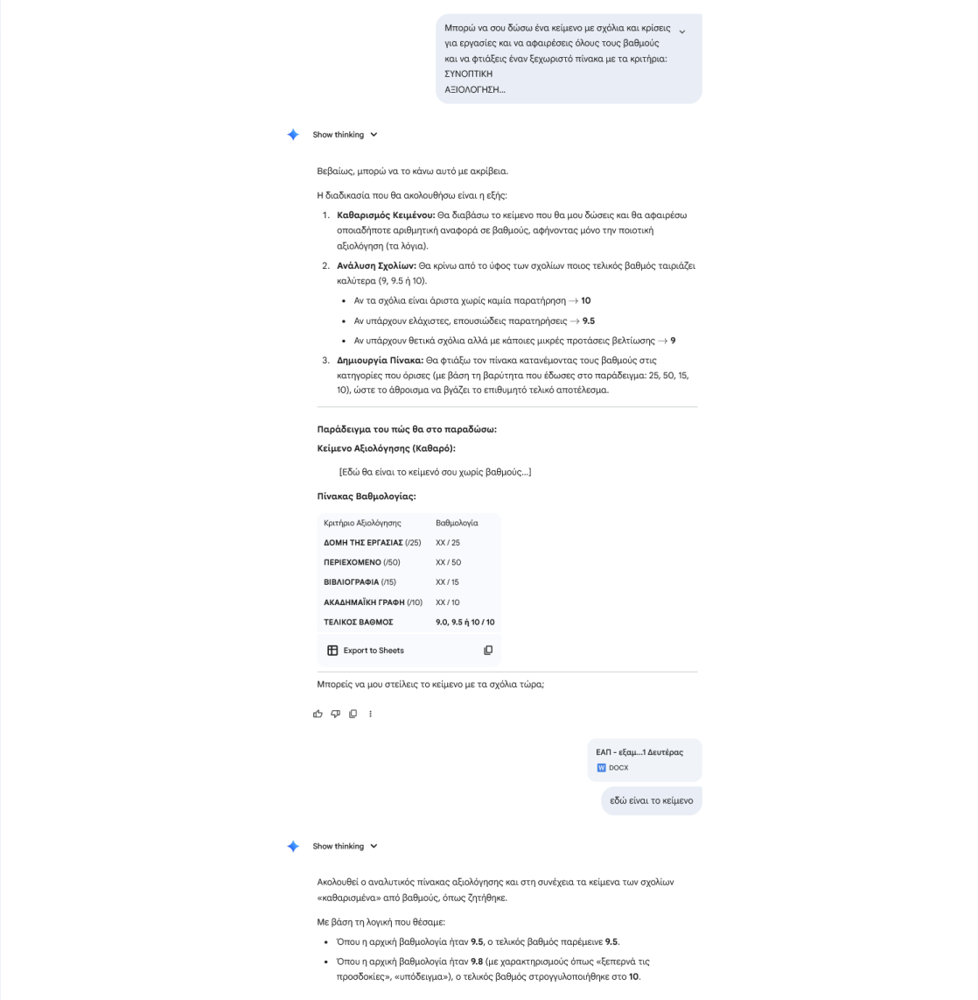 Μπορώ να σου δώσω ένα κείμενο με σχόλια και κρίσεις
για εργασίες και να αφαιρέσεις όλους τους βαθμούς
και να φτιάξεις έναν ξεχωριστό πίνακα με τα κριτήρια:
ΣΥΝΟΠΤΙΚΗ
ΑΞΙΟΛΟΓΗΣΗ...
Show thinking
Βεβαίως, μπορώ να το κάνω αυτό με ακρίβεια.
Η διαδικασία που θα ακολουθήσω είναι η εξής:
1. Καθαρισμός Κειμένου: Θα διαβάσω το κείμενο που θα μου δώσεις και θα αφαιρέσω
οποιαδήποτε αριθμητική αναφορά σε βαθμούς, αφήνοντας μόνο την ποιοτική
αξιολόγηση (τα λόγια).
2. Ανάλυση Σχολίων: Θα κρίνω από το ύφος των σχολίων ποιος τελικός βαθμός ταιριάζει
καλύτερα (9, 9.5 ή 10).
• Αν τα σχόλια είναι άριστα χωρίς καμία παρατήρηση → 10
• Αν υπάρχουν ελάχιστες, επουσιώδεις παρατηρήσεις → 9.5
• Αν υπάρχουν θετικά σχόλια αλλά με κάποιες μικρές προτάσεις βελτίωσης → 9
3. Δημιουργία Πίνακα: Θα φτιάξω τον πίνακα κατανέμοντας τους βαθμούς στις
κατηγορίες που όρισες (με βάση τη βαρύτητα που έδωσες στο παράδειγμα: 25, 50, 15,
10), ώστε το άθροισμα να βγάζει το επιθυμητό τελικό αποτέλεσμα.
Παράδειγμα του πώς θα στο παραδώσω:
Κείμενο Αξιολόγησης (Καθαρό):
[Εδώ θα είναι το κείμενό σου χωρίς βαθμούς...]
Πίνακας Βαθμολογίας:
Κριτήριο Αξιολόγησης Βαθμολογία
ΔΟΜΗ ΤΗΣ ΕΡΓΑΣΙΑΣ (/25) XX / 25
ΠΕΡΙΕΧΟΜΕΝΟ (/50) XX / 50
ΒΙΒΛΙΟΓΡΑΦΙΑ (/15) XX / 15
ΑΚΑΔΗΜΑΪΚΗ ΓΡΑΦΗ (/10) XX / 10
ΤΕΛΙΚΟΣ ΒΑΘΜΟΣ 9.0, 9.5 ή 10 / 10
Export to Sheets
Μπορείς να μου στείλεις το κείμενο με τα σχόλια τώρα;
ΕΑΠ - εξαμ...1 Δευτέρας
W DOCX
εδώ είναι το κείμενο
Show thinking
Ακολουθεί ο αναλυτικός πίνακας αξιολόγησης και στη συνέχεια τα κείμενα των σχολίων
«καθαρισμένα» από βαθμούς, όπως ζητήθηκε.
Με βάση τη λογική που θέσαμε:
• Όπου η αρχική βαθμολογία ήταν 9.5, ο τελικός βαθμός παρέμεινε 9.5.
• Όπου η αρχική βαθμολογία ήταν 9.8 (με χαρακτηρισμούς όπως «ξεπερνά τις
προσδοκίες», «υπόδειγμα»), ο τελικός βαθμός στρογγυλοποιήθηκε στο 10.